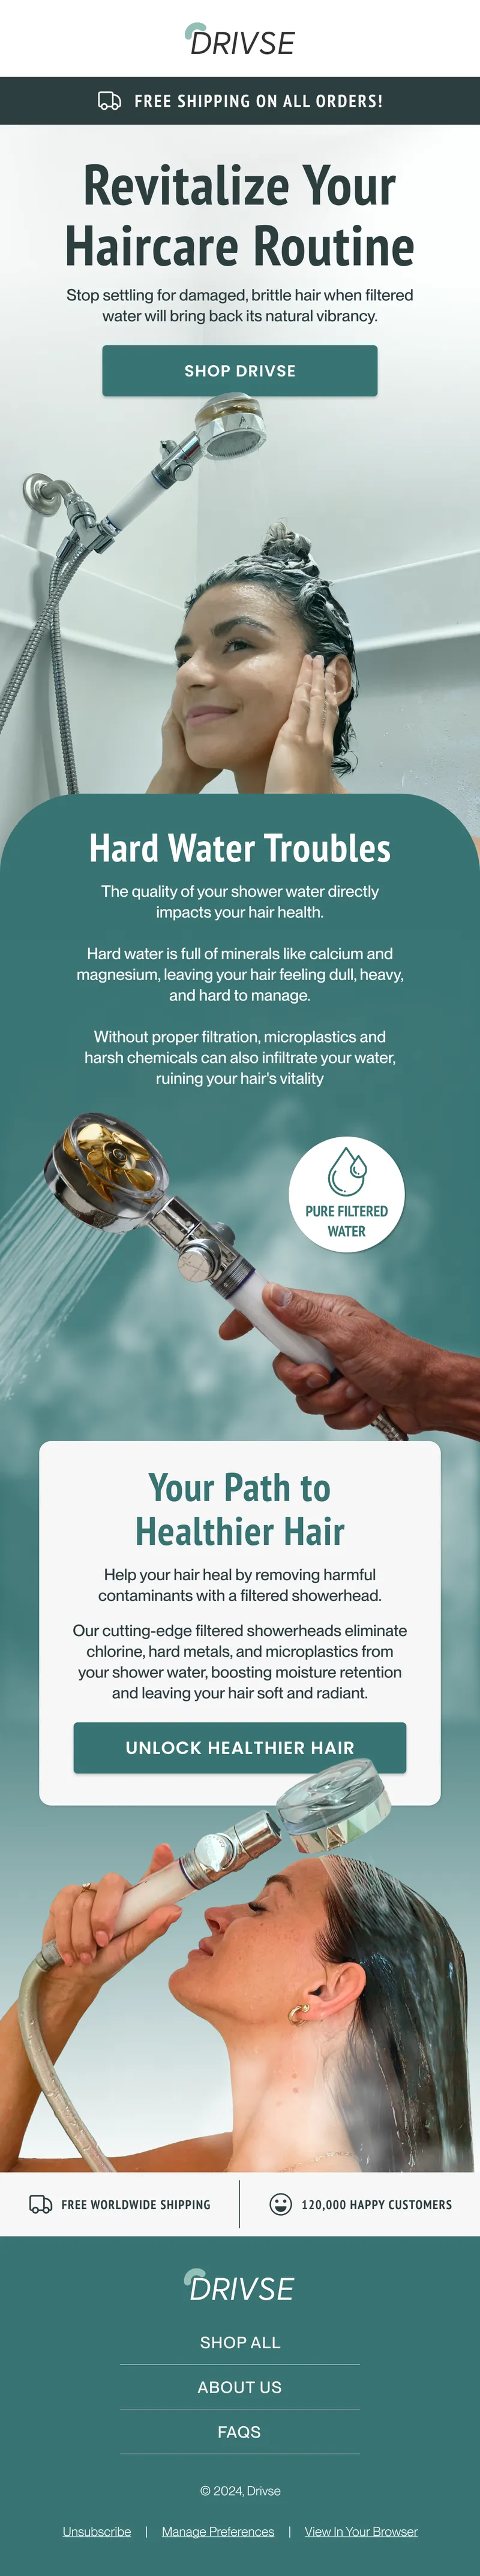 DRIVSE
FREE SHIPPING ON ALL ORDERS!
Revitalize Your
Haircare Routine
Stop settling for damaged, brittle hair when filtered
water will bring back its natural vibrancy.
SHOP DRIVSE
Hard Water Troubles
The quality of your shower water directly
impacts your hair health.
Hard water is full of minerals like calcium and
magnesium, leaving your hair feeling dull, heavy,
and hard to manage.
Without proper filtration, microplastics and
harsh chemicals can also infiltrate your water,
ruining your hair's vitality
PURE FILTERED
WATER
Your Path to
Healthier Hair
Help your hair heal by removing harmful
contaminants with a filtered showerhead.
Our cutting-edge filtered showerheads eliminate
chlorine, hard metals, and microplastics from
your shower water, boosting moisture retention
and leaving your hair soft and radiant.
UNLOCK HEALTHIER HAIR
FREE WORLDWIDE SHIPPING
120,000 HAPPY CUSTOMERS
DRIVSE
SHOP ALL
ABOUT US
FAQS
© 2024, Drivse
Unsubscribe | Manage Preferences | View In Your Browser